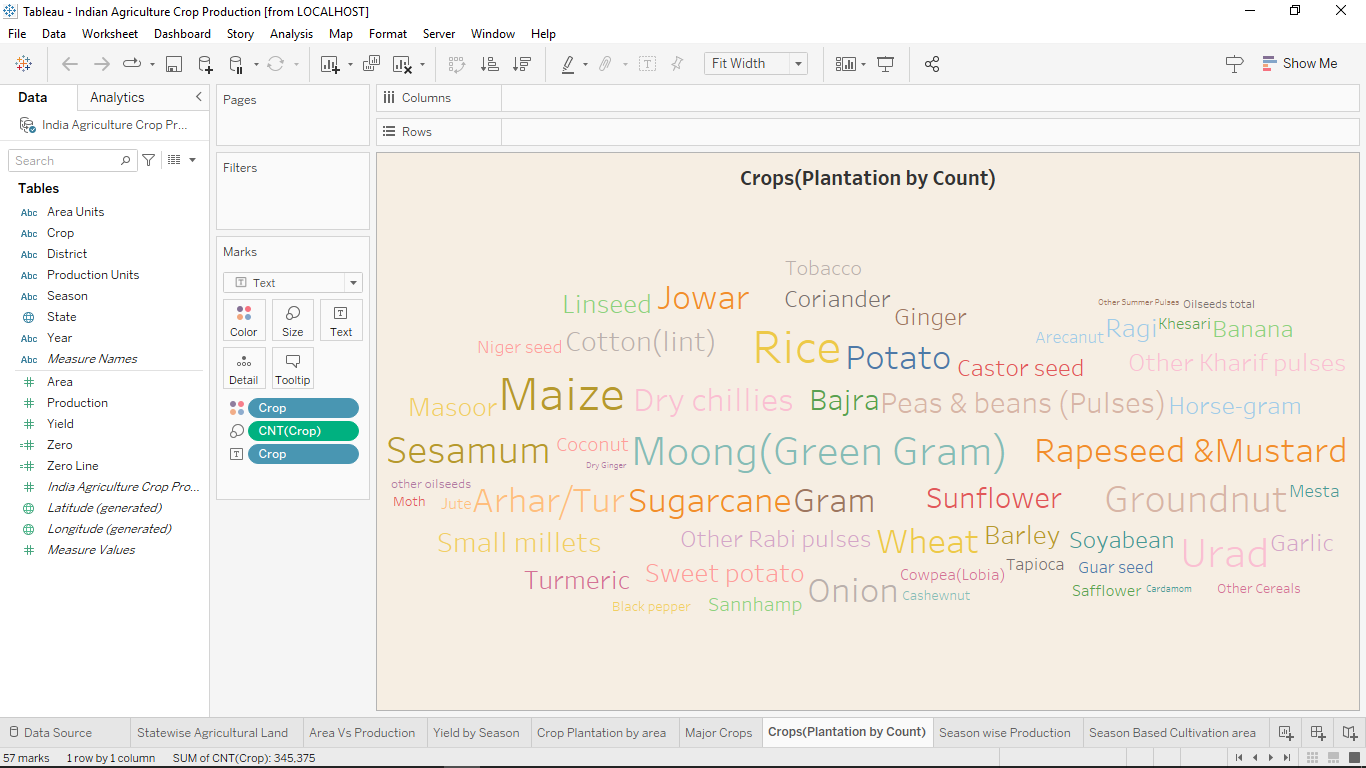 Tableau - Indian Agriculture Crop Production [from LOCALHOST]
File Data Worksheet Dashboard Story Analysis Map Format Server Window Help
Fit Width
Show Me
Data Analytics
India Agriculture Crop Pr...
Search
Tables
Abc Area Units
Abc Crop
Abc District
Abc Production Units
Abc Season
State
Abc Year
Abc Measure Names
Area
Production
Yield
Zero
Zero Line
India Agriculture Crop Pro...
Latitude (generated)
Longitude (generated)
Measure Values
Pages
Filters
Marks
T Text
Color Size Text
Detail Tooltip
Crop
CNT(Crop)
Crop
Columns
Rows
Crops(Plantation by Count)
Tobacco
Linseed Jowar Coriander Ginger Other Summer Pulses Oilseeds total
Niger seed Cotton(lint) Rice Potato Castor seed Arecanut Ragi Khesari Banana
Other Kharif pulses
Masoor Maize Dry chillies Bajra Peas & beans (Pulses) Horse-gram
Sesamum Coconut Dry Ginger Moong(Green Gram) Rapeseed &Mustard
other oilseeds
Moth Jute Arhar/Tur Sugarcane Gram Sunflower Groundnut Mesta
Small millets Other Rabi pulses Wheat Barley Soyabean Urad Garlic
Turmeric Sweet potato Onion Cowpea(Lobia) Tapioca Guar seed
Black pepper Sannhamp Cashewnut Safflower Cardamom Other Cereals
Data Source Statewise Agricultural Land Area Vs Production Yield by Season Crop Plantation by area Major Crops Crops(Plantation by Count) Season wise Production Season Based Cultivation area
57 marks 1 row by 1 column SUM of CNT(Crop): 345,375